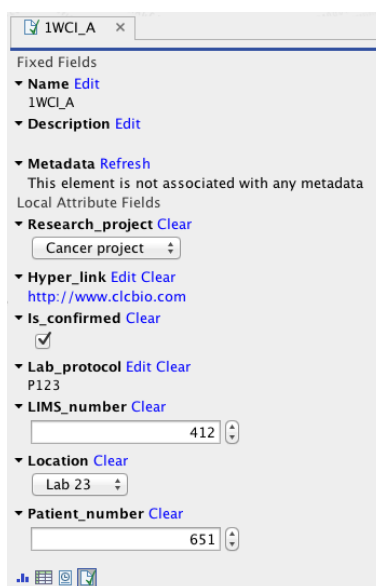 1WCI_A
Fixed Fields
Name Edit
1WCI_A
Description Edit
Metadata Refresh
This element is not associated with any metadata
Local Attribute Fields
Research_project Clear
Cancer project
Hyper_link Edit Clear
http://www.clcbio.com
Is_confirmed Clear
Lab_protocol Edit Clear
P123
LIMS_number Clear
412
Location Clear
Lab 23
Patient_number Clear
651